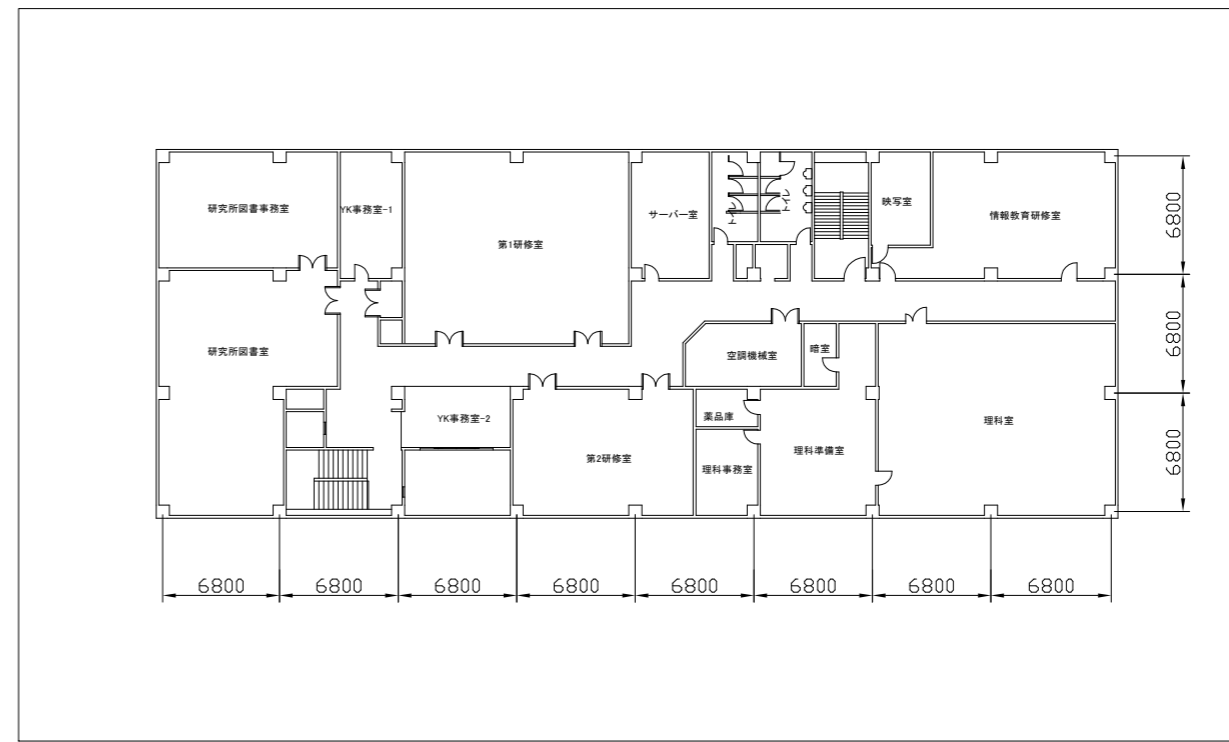 研究所図書事務室
YK事務室-1
第1研修室
サーバー室
トイレ
トイレ
映写室
情報教育研修室
6800
研究所図書室
空調機械室
暗室
6800
YK事務室-2
第2研修室
薬品庫
理科事務室
理科準備室
理科室
6800
6800
6800
6800
6800
6800
6800
6800
6800